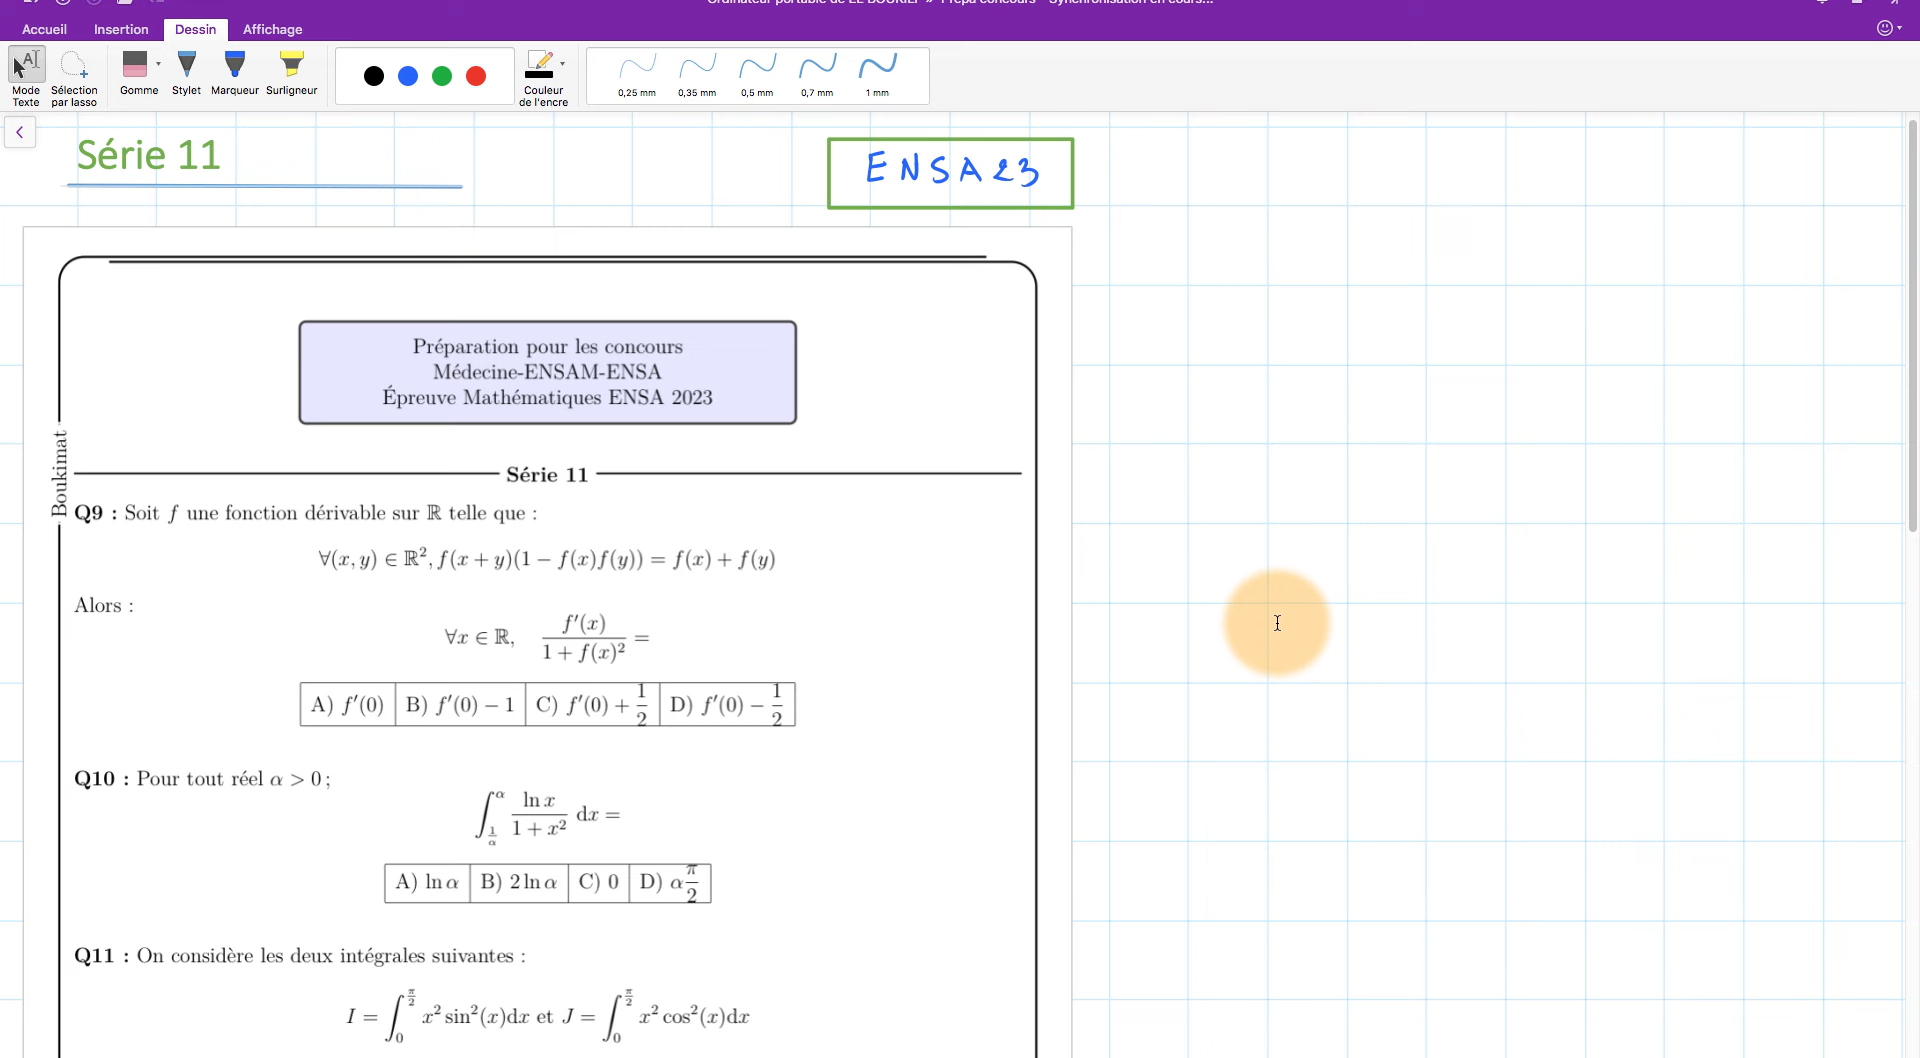 Accueil Insertion Dessin Affichage
Mode Texte
Sélection par lasso
Gomme
Stylet
Marqueur
Surligneur
Couleur de l'encre
0,25 mm
0,35 mm
0,5 mm
0,7 mm
1 mm
Série 11
ENSA23
Préparation pour les concours
Médecine-ENSAM-ENSA
Épreuve Mathématiques ENSA 2023
Boukimat
Série 11
Q9 : Soit f une fonction dérivable sur ℝ telle que :
∀(x, y) ∈ ℝ², f(x + y)(1 − f(x)f(y)) = f(x) + f(y)
Alors :
∀x ∈ ℝ, f′(x)/(1 + f(x)²) =
A) f′(0) B) f′(0) − 1 C) f′(0) + 1/2 D) f′(0) − 1/2
Q10 : Pour tout réel α > 0 ;
∫_{1/α}^{α} ln x/(1 + x²) dx =
A) ln α B) 2 ln α C) 0 D) α π/2
Q11 : On considère les deux intégrales suivantes :
I = ∫_0^{π/2} x² sin²(x)dx et J = ∫_0^{π/2} x² cos²(x)dx